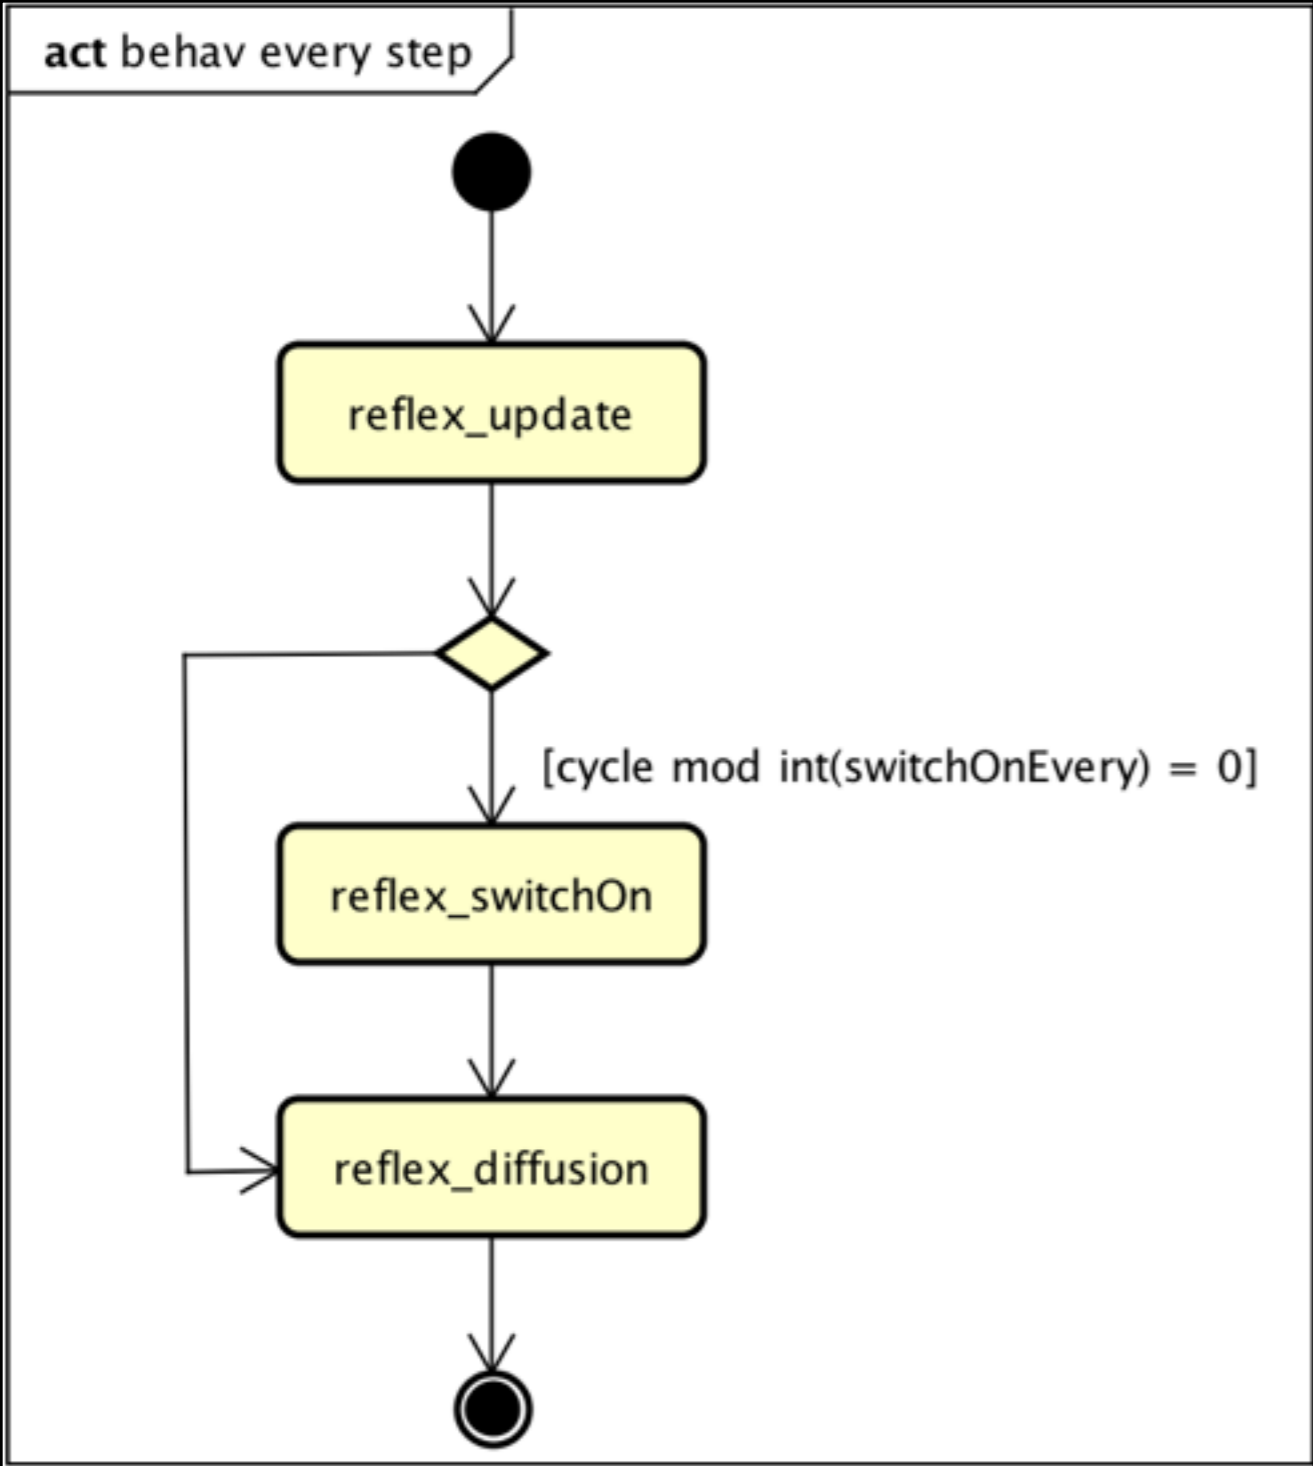 act behav every step
reflex_update
[cycle mod int(switchOnEvery) = 0]
reflex_switchOn
reflex_diffusion